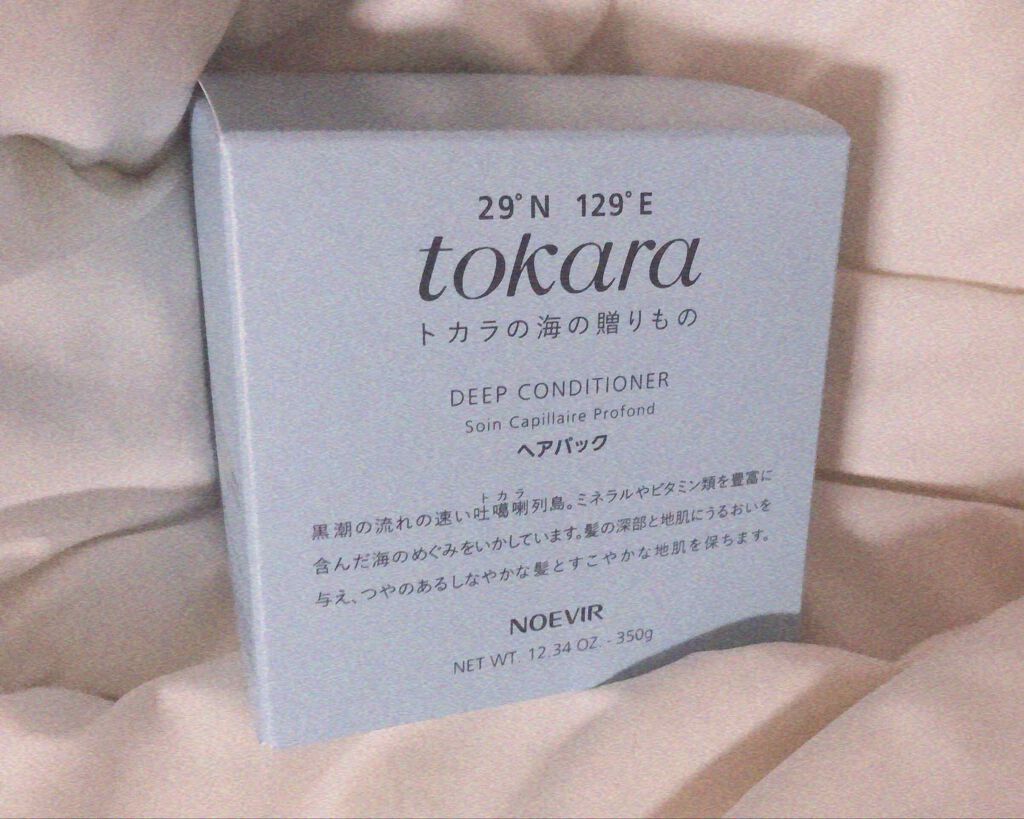 29° N 129° E
tokara
トカラの海の贈りもの
DEEP CONDITIONER
Soin Capillaire Profond
ヘアパック
トカラ
黒潮の流れの速い吐噶喇列島。ミネラルやビタミン類を豊富に
含んだ海のめぐみをいかしています。髪の深部と地肌にうるおいを
与え、つやのあるしなやかな髪とすこやかな地肌を保ちます。
NOEVIR
NET WT. 12.34 OZ. - 350g